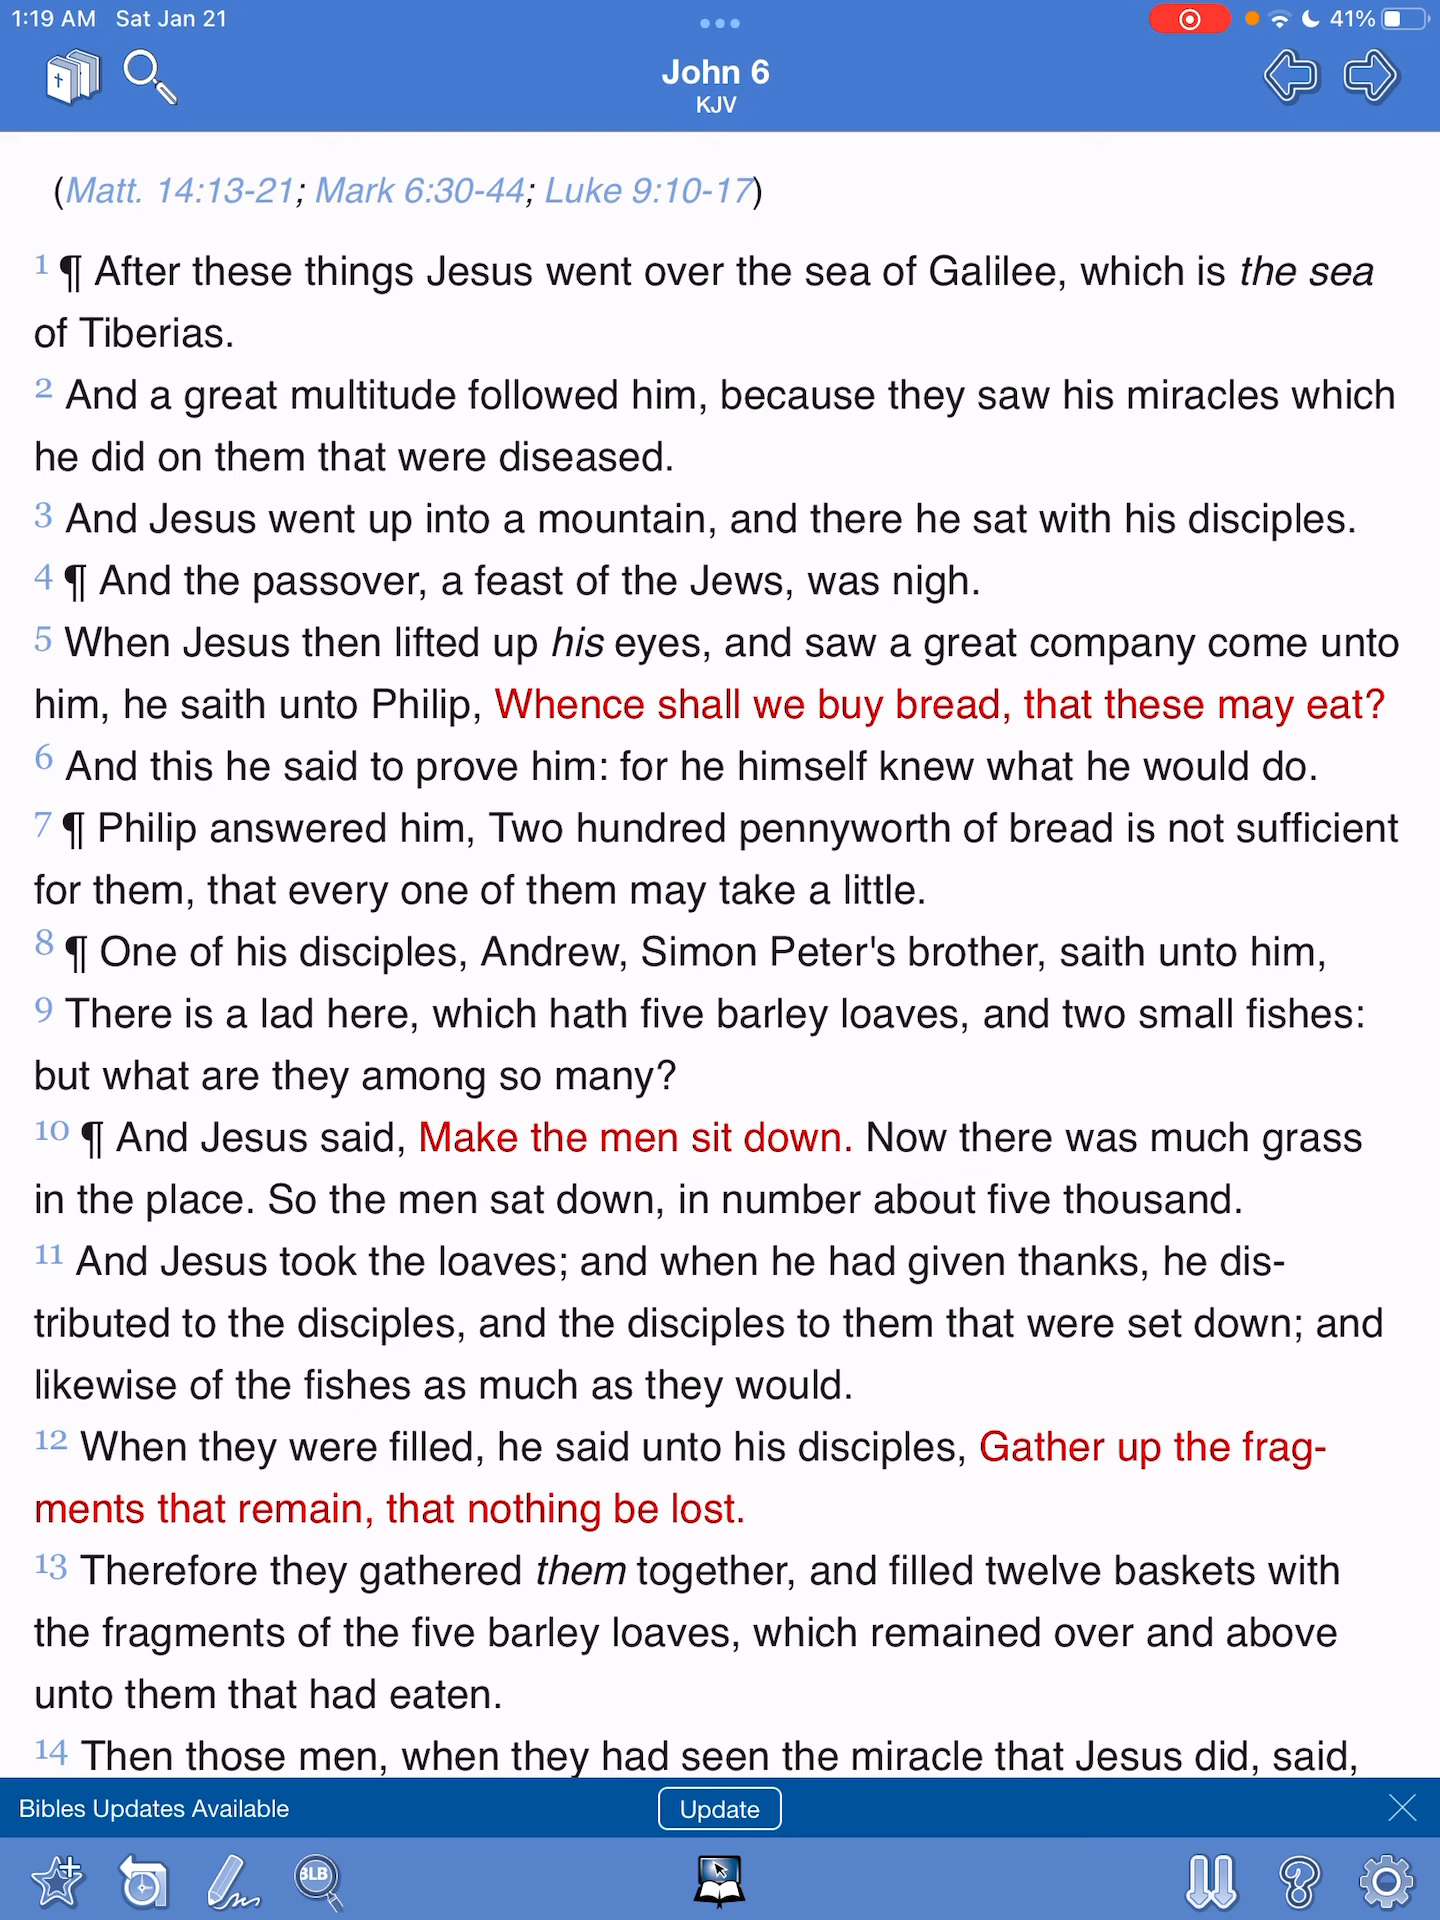 1:19 AM Sat Jan 21
41%
John 6
KJV
(Matt. 14:13-21; Mark 6:30-44; Luke 9:10-17)
1 ¶ After these things Jesus went over the sea of Galilee, which is the sea
of Tiberias.
2 And a great multitude followed him, because they saw his miracles which
he did on them that were diseased.
3 And Jesus went up into a mountain, and there he sat with his disciples.
4 ¶ And the passover, a feast of the Jews, was nigh.
5 When Jesus then lifted up his eyes, and saw a great company come unto
him, he saith unto Philip, Whence shall we buy bread, that these may eat?
6 And this he said to prove him: for he himself knew what he would do.
7 ¶ Philip answered him, Two hundred pennyworth of bread is not sufficient
for them, that every one of them may take a little.
8 ¶ One of his disciples, Andrew, Simon Peter's brother, saith unto him,
9 There is a lad here, which hath five barley loaves, and two small fishes:
but what are they among so many?
10 ¶ And Jesus said, Make the men sit down. Now there was much grass
in the place. So the men sat down, in number about five thousand.
11 And Jesus took the loaves; and when he had given thanks, he dis-
tributed to the disciples, and the disciples to them that were set down; and
likewise of the fishes as much as they would.
12 When they were filled, he said unto his disciples, Gather up the frag-
ments that remain, that nothing be lost.
13 Therefore they gathered them together, and filled twelve baskets with
the fragments of the five barley loaves, which remained over and above
unto them that had eaten.
14 Then those men, when they had seen the miracle that Jesus did, said,
Bibles Updates Available
Update
BLB